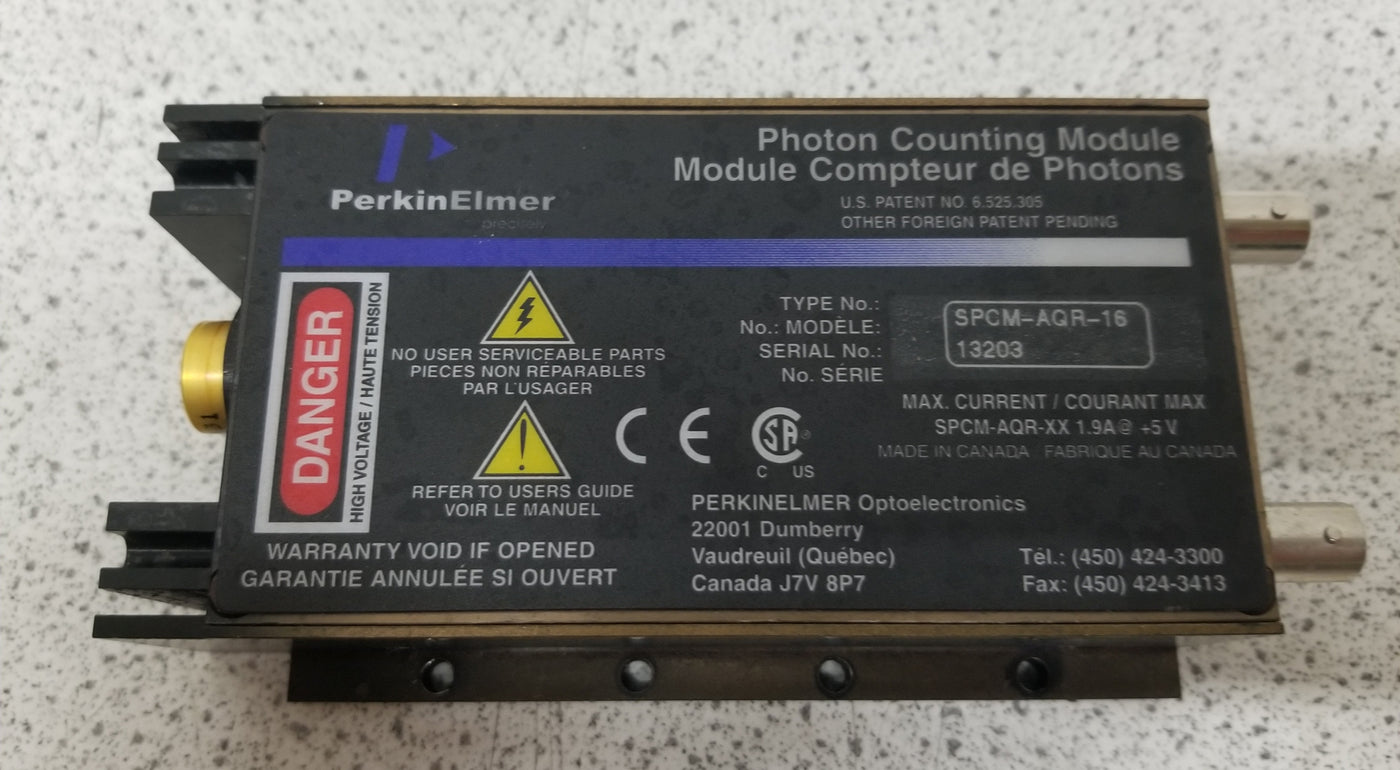 PerkinElmer
precisely
Photon Counting Module
Module Compteur de Photons
U.S. PATENT NO. 6.525.305
OTHER FOREIGN PATENT PENDING
DANGER
HIGH VOLTAGE / HAUTE TENSION
NO USER SERVICEABLE PARTS
PIECES NON RÉPARABLES
PAR L'USAGER
REFER TO USERS GUIDE
VOIR LE MANUEL
WARRANTY VOID IF OPENED
GARANTIE ANNULÉE SI OUVERT
CE
SA
C US
TYPE No.:
No.: MODÈLE:
SERIAL No.:
No. SÉRIE
SPCM-AQR-16
13203
MAX. CURRENT / COURANT MAX
SPCM-AQR-XX 1.9A@ +5V
MADE IN CANADA FABRIQUE AU CANADA
PERKINELMER Optoelectronics
22001 Dumberry
Vaudreuil (Québec)
Canada J7V 8P7
Tél.: (450) 424-3300
Fax: (450) 424-3413